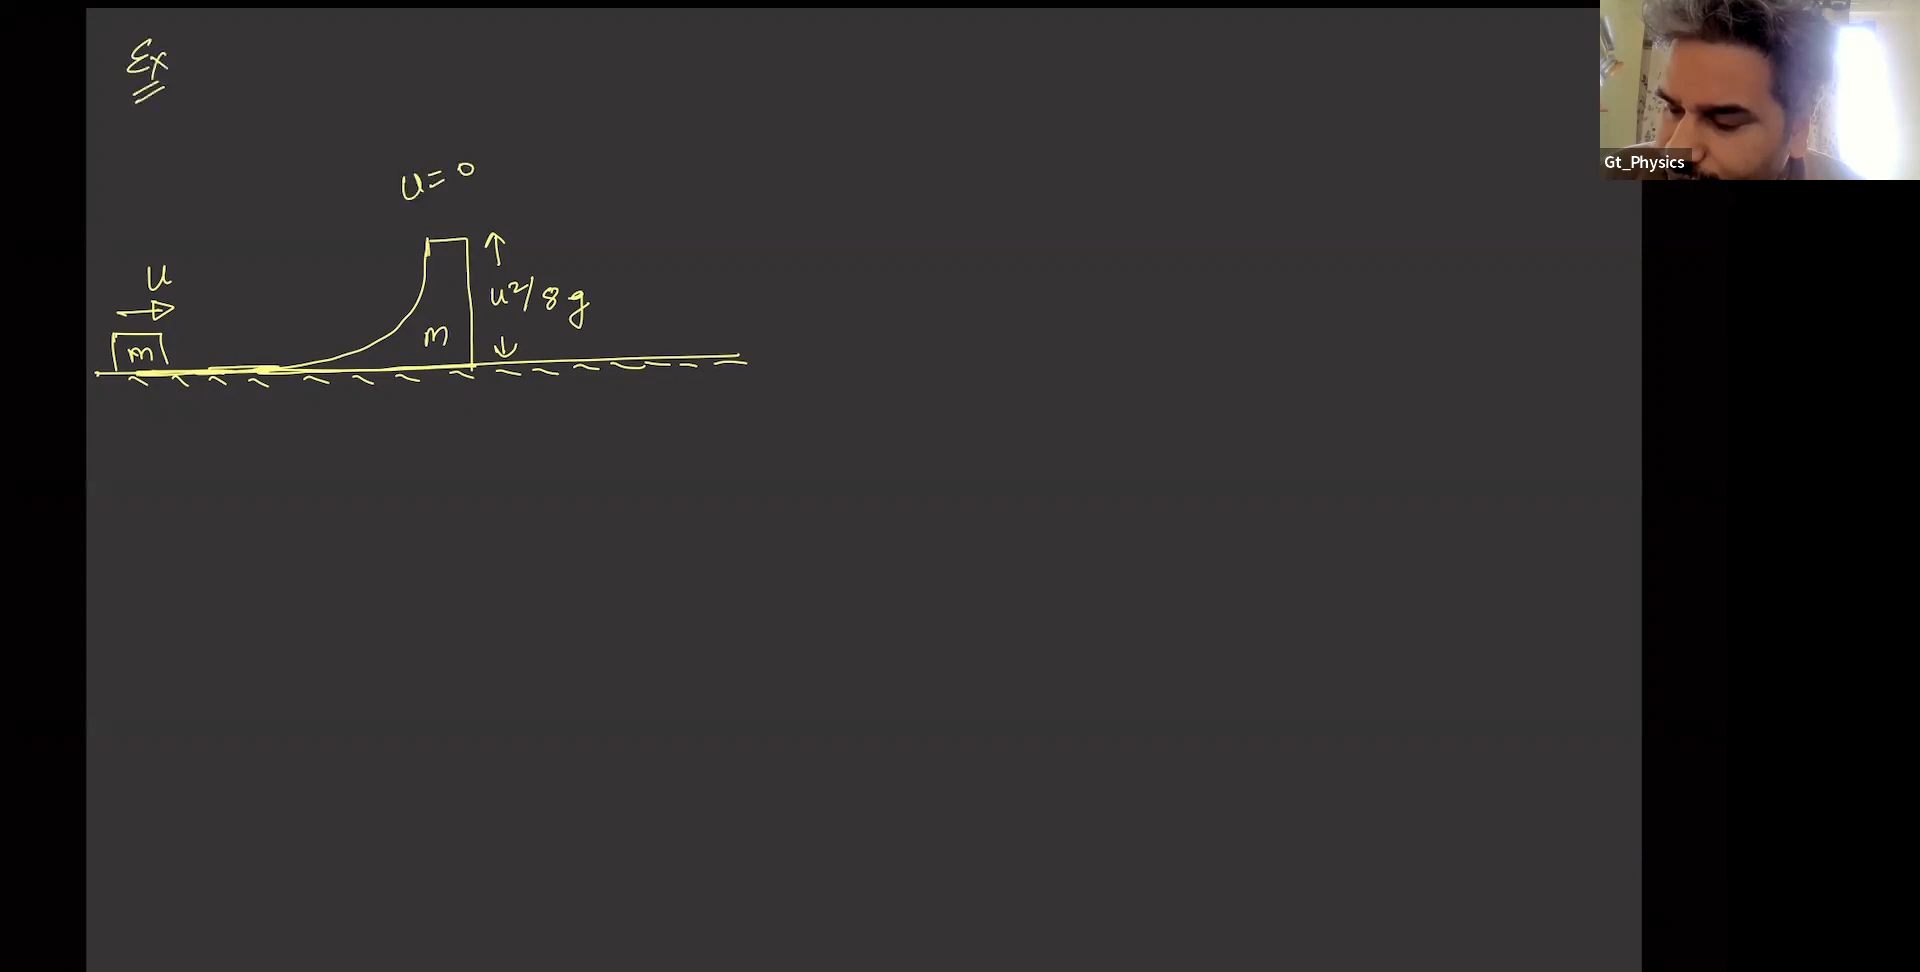 Ex
Gt_Physics
u = 0
u
u²/8g
m
m